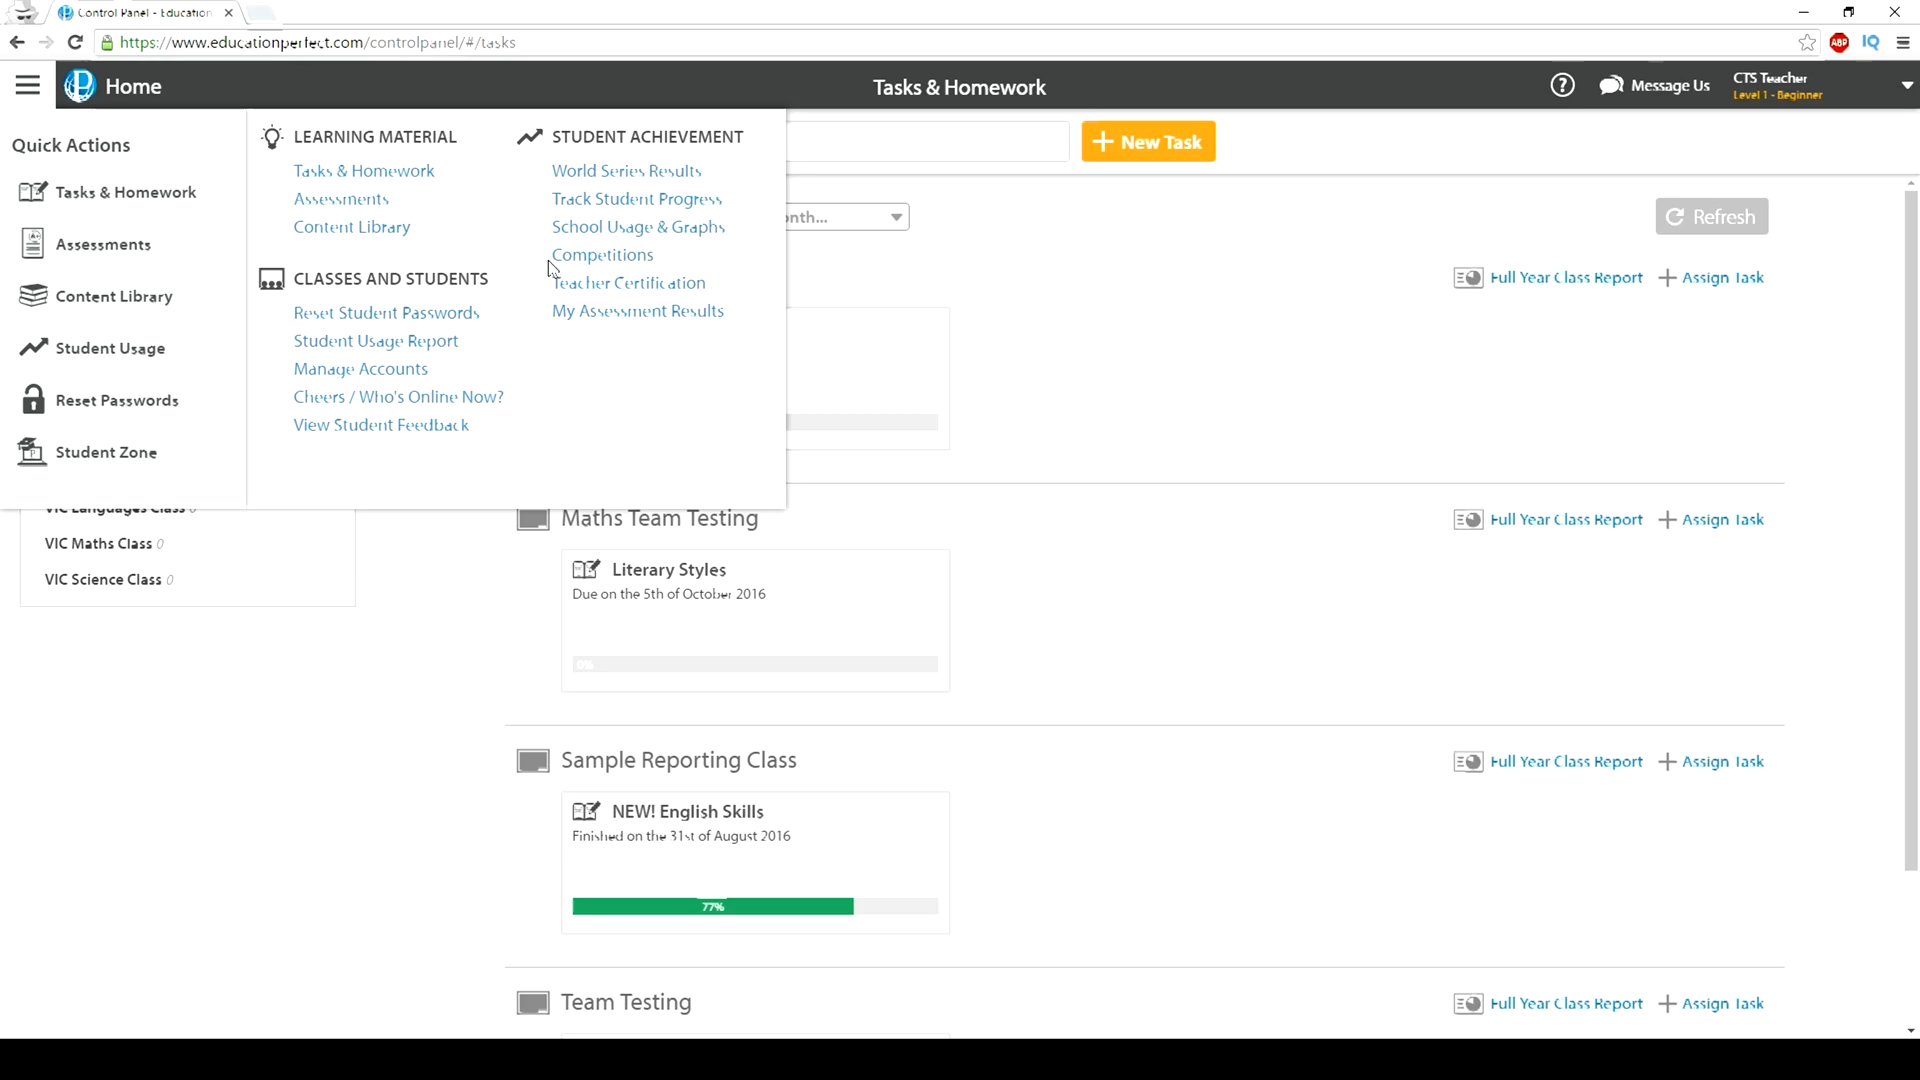 Control Panel - Education
https://www.educationperfect.com/controlpanel/#/tasks
ABP
IQ
Home
Tasks & Homework
Message Us
CTS Teacher
Level 1 - Beginner
Quick Actions
Tasks & Homework
Assessments
Content Library
Student Usage
Reset Passwords
Student Zone
LEARNING MATERIAL
Tasks & Homework
Assessments
Content Library
CLASSES AND STUDENTS
Reset Student Passwords
Student Usage Report
Manage Accounts
Cheers / Who's Online Now?
View Student Feedback
STUDENT ACHIEVEMENT
World Series Results
Track Student Progress
School Usage & Graphs
Competitions
Teacher Certification
My Assessment Results
New Task
Refresh
Full Year Class Report
Assign Task
VIC Languages Class 0
VIC Maths Class 0
VIC Science Class 0
Maths Team Testing
Full Year Class Report
Assign Task
Literary Styles
Due on the 5th of October 2016
0%
Sample Reporting Class
Full Year Class Report
Assign Task
NEW! English Skills
Finished on the 31st of August 2016
77%
Team Testing
Full Year Class Report
Assign Task